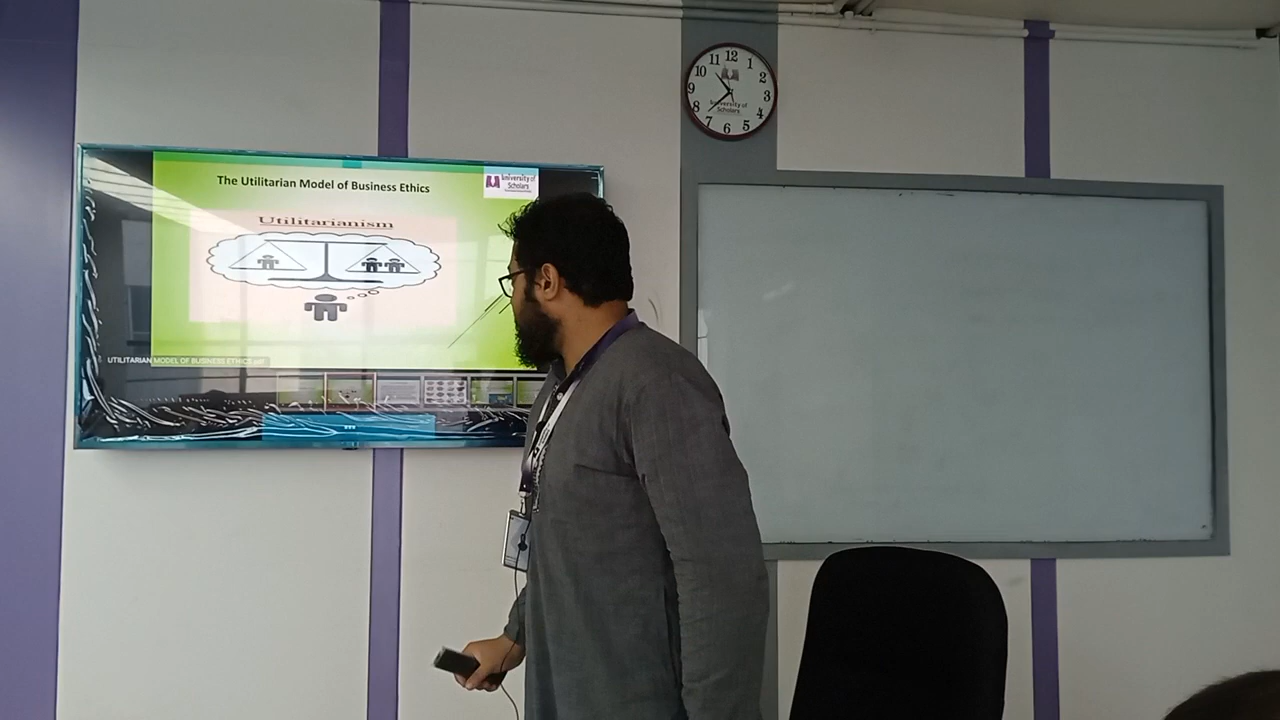 The Utilitarian Model of Business Ethics
University of
Scholars
Utilitarianism
UTILITARIAN MODEL OF BUSINESS ETHICS
12
11
1
10
2
9
3
8
4
7
5
6
University of
Scholars